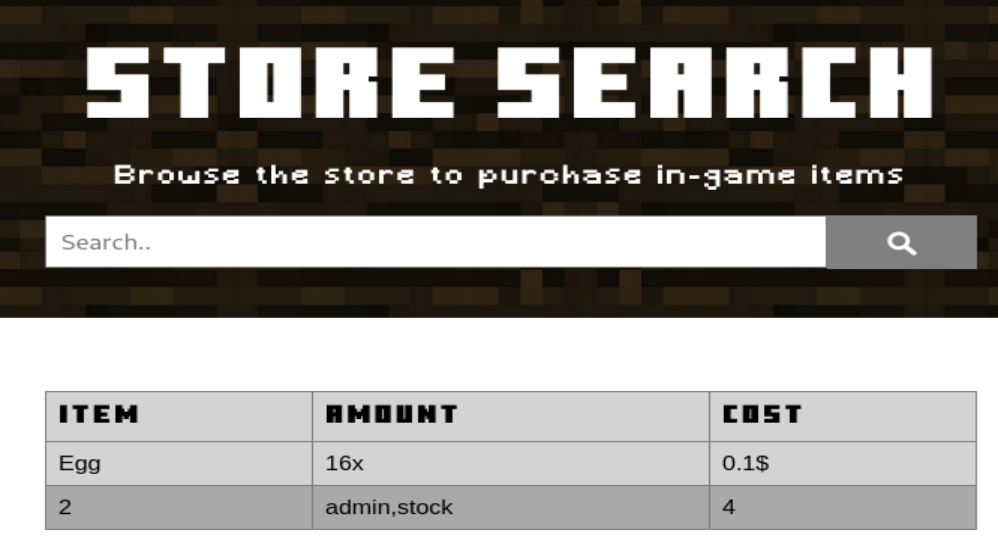 STORE SEARCH
Browse the store to purchase in-game items
Search..
ITEM AMOUNT COST
Egg 16x 0.1$
2 admin,stock 4